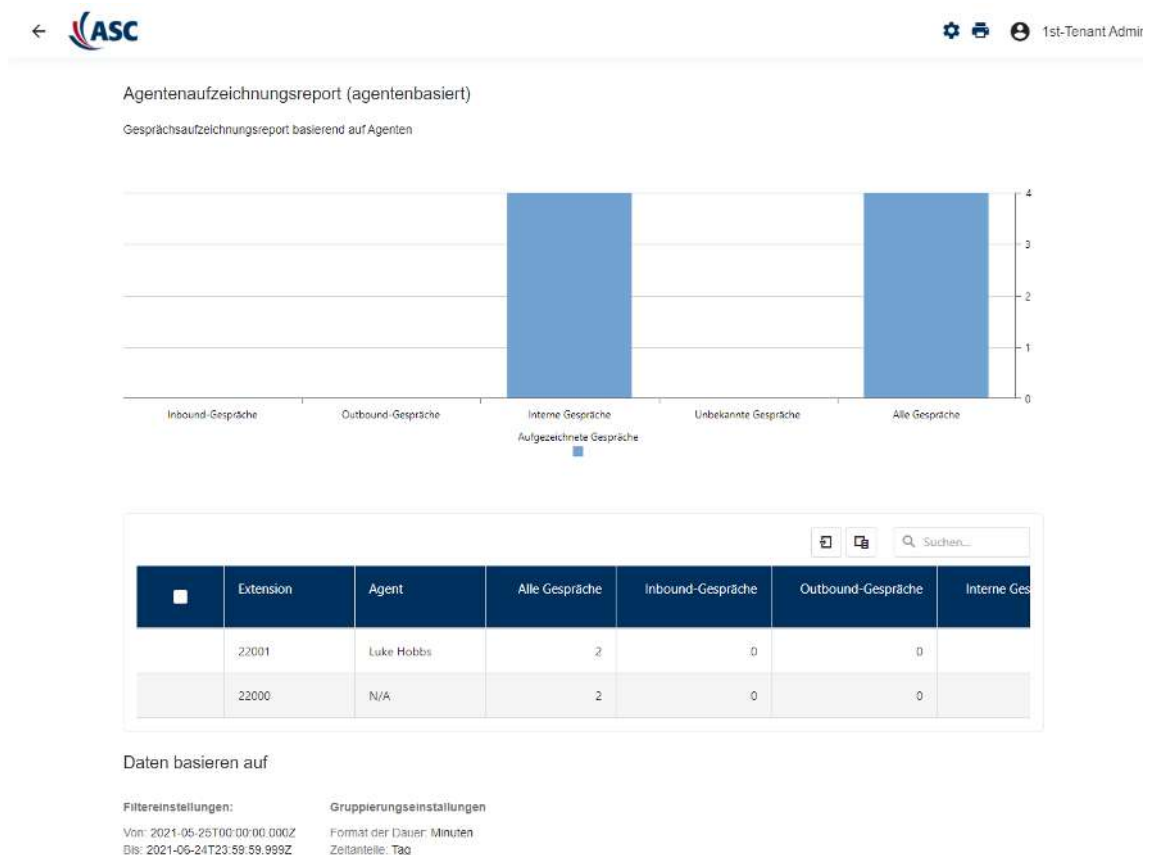 ASC
1st-Tenant Admin
Agentenaufzeichnungsreport (agentenbasiert)
Gesprächsaufzeichnungsreport basierend auf Agenten
4
3
2
1
0
Inbound-Gespräche Outbound-Gespräche Interne Gespräche Unbekannte Gespräche Alle Gespräche
Aufgezeichnete Gespräche
Suchen...
Extension Agent Alle Gespräche Inbound-Gespräche Outbound-Gespräche Interne Ges
22001 Luke Hobbs 2 0 0
22000 N/A 2 0 0
Daten basieren auf
Filtereinstellungen: Gruppierungseinstallungen
Von: 2021-05-25T00:00:00.000Z Format der Dauer: Minuten
Bis: 2021-06-24T23:59:59.999Z Zeitanteile: Tag